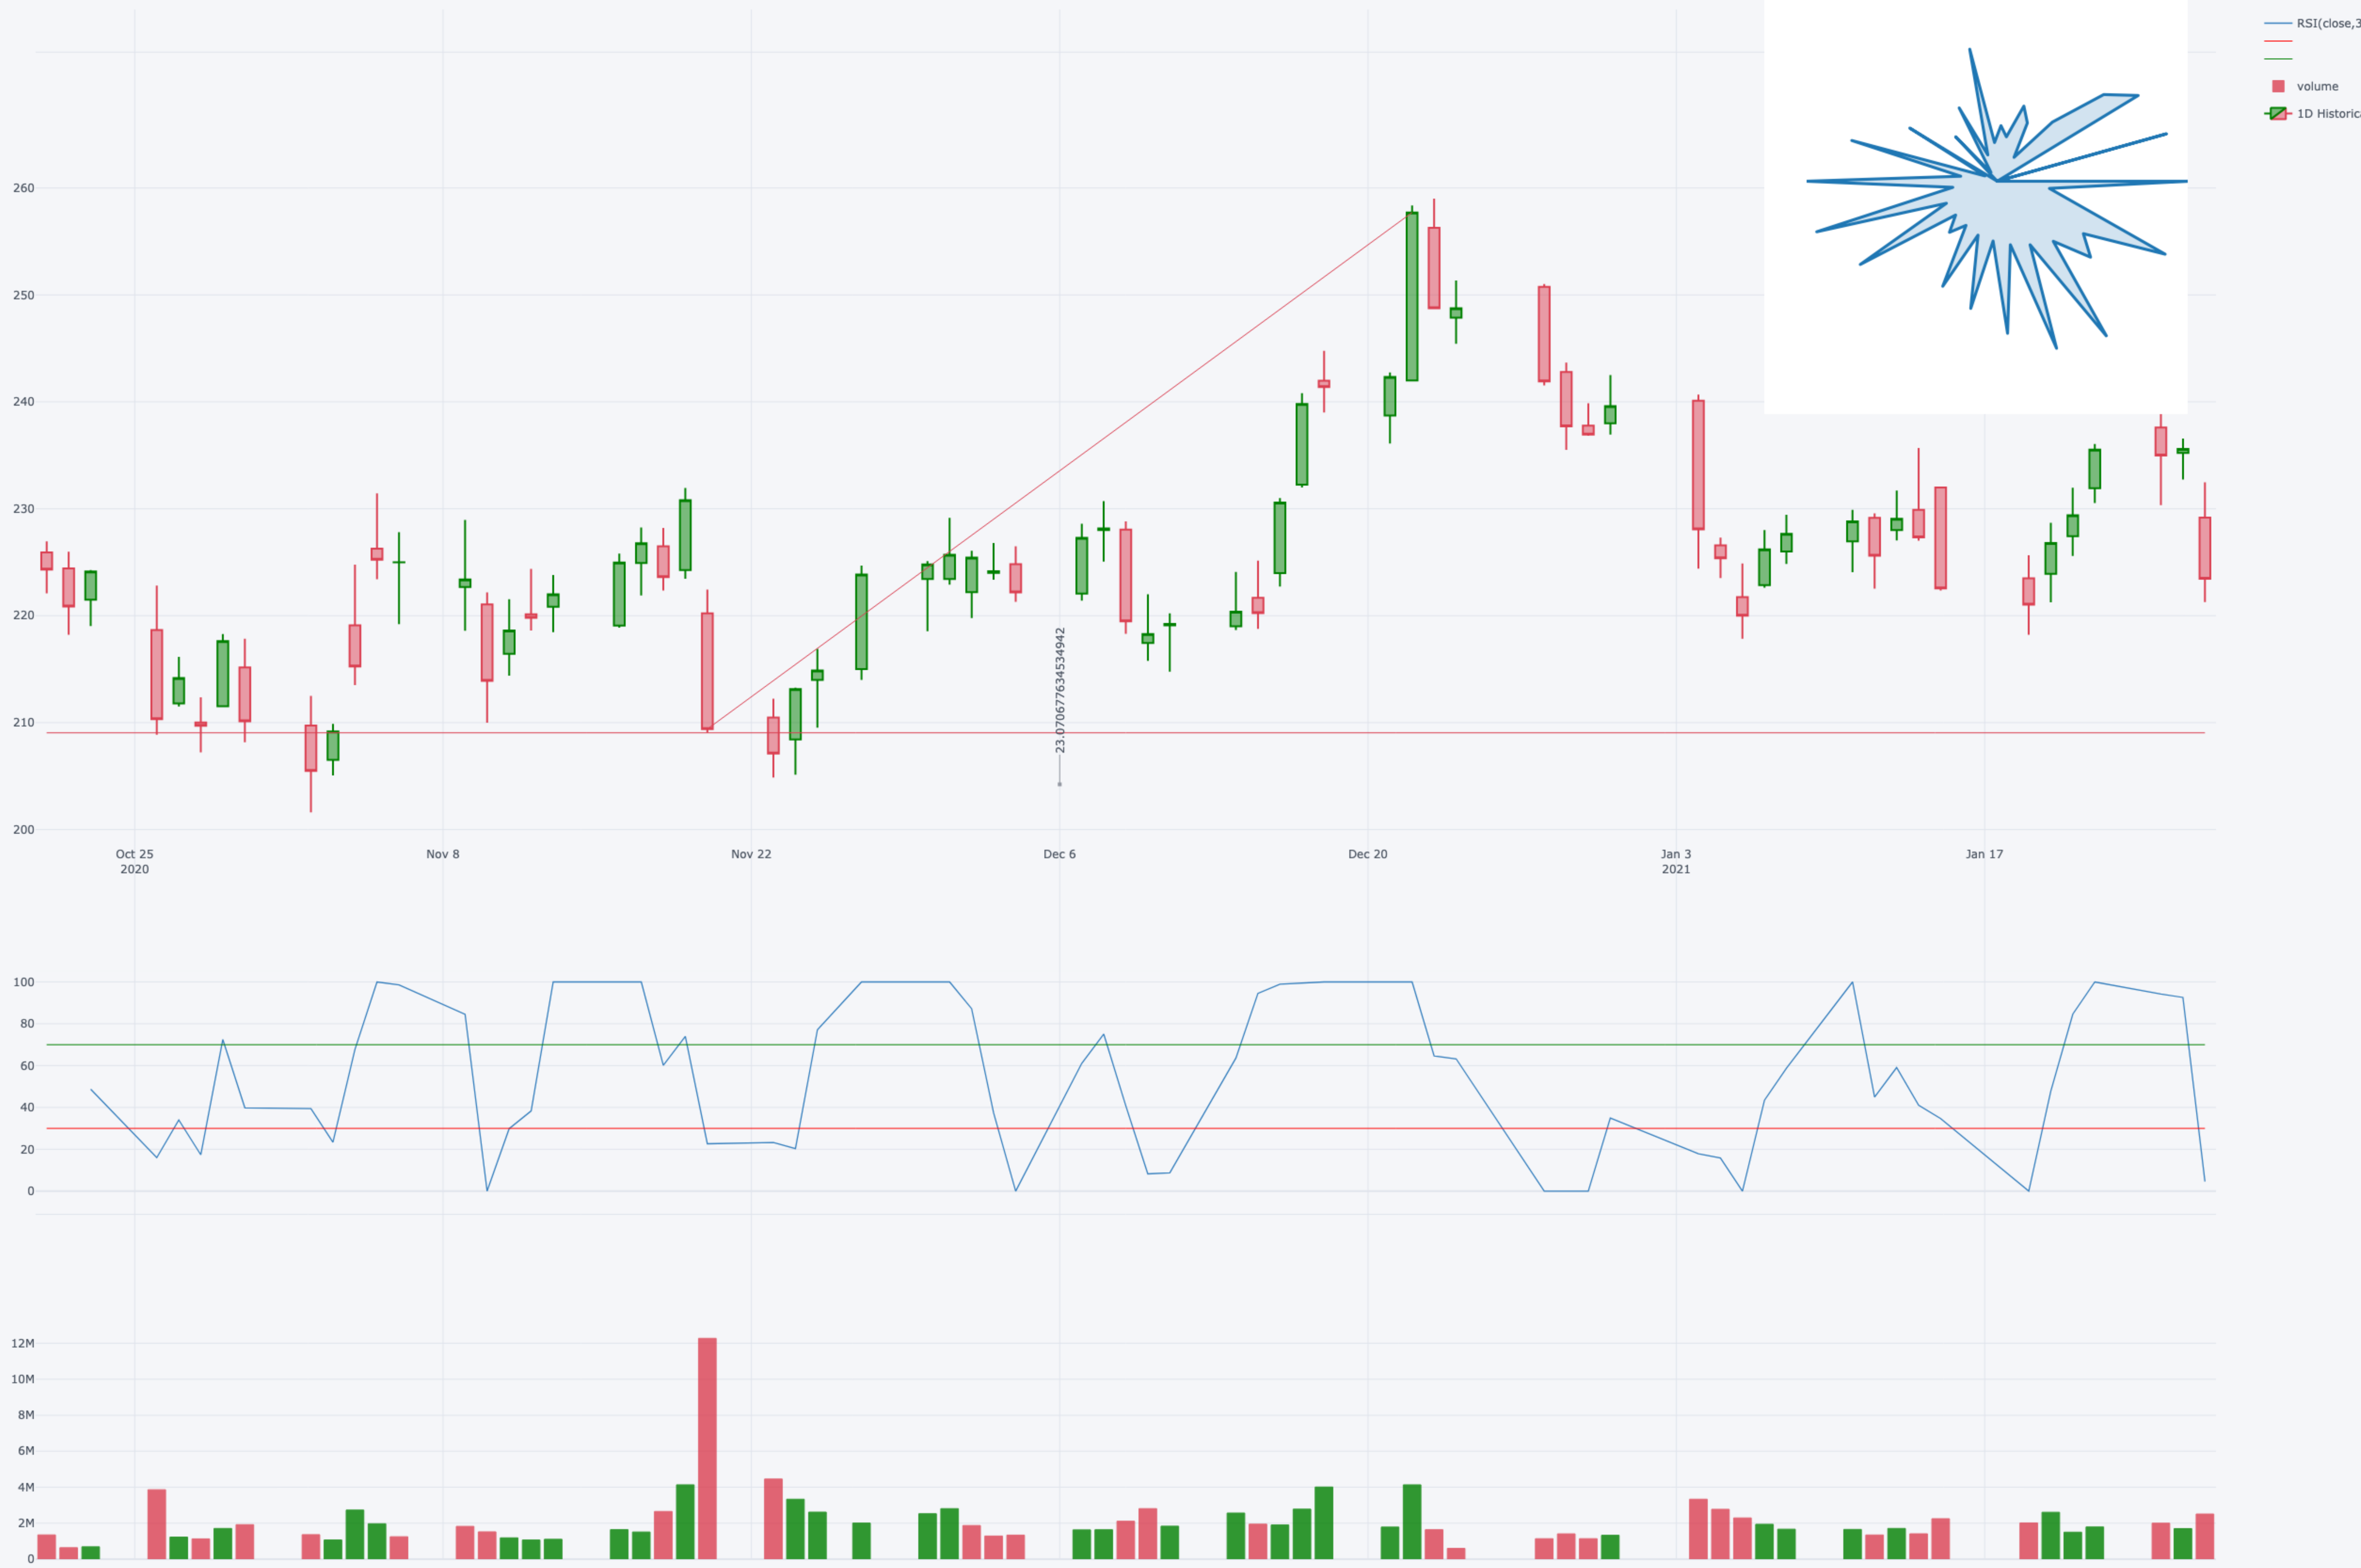 RSI(close,3
volume
1D Historica
260
250
240
230
220
210
200
23.070677634534942
Oct 25
2020
Nov 8
Nov 22
Dec 6
Dec 20
Jan 3
2021
Jan 17
100
80
60
40
20
0
12M
10M
8M
6M
4M
2M
0